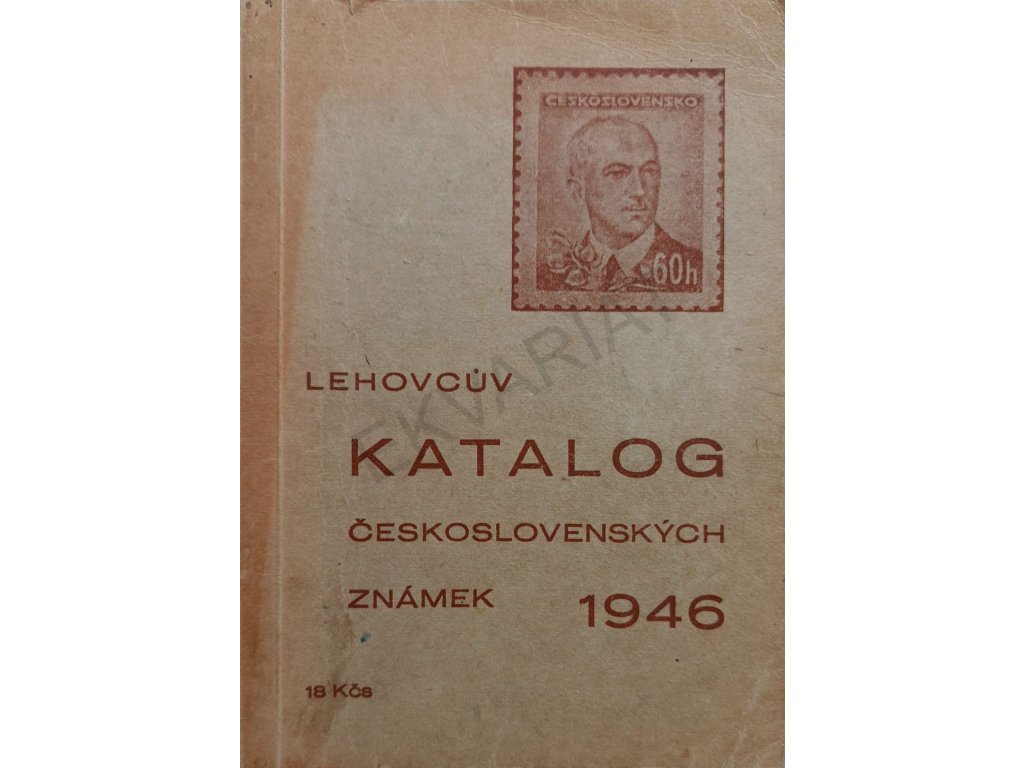 ČESKOSLOVENSKO
60h
LEHOVCŮV
KATALOG
ČESKOSLOVENSKÝCH
ZNÁMEK 1946
18 Kčs